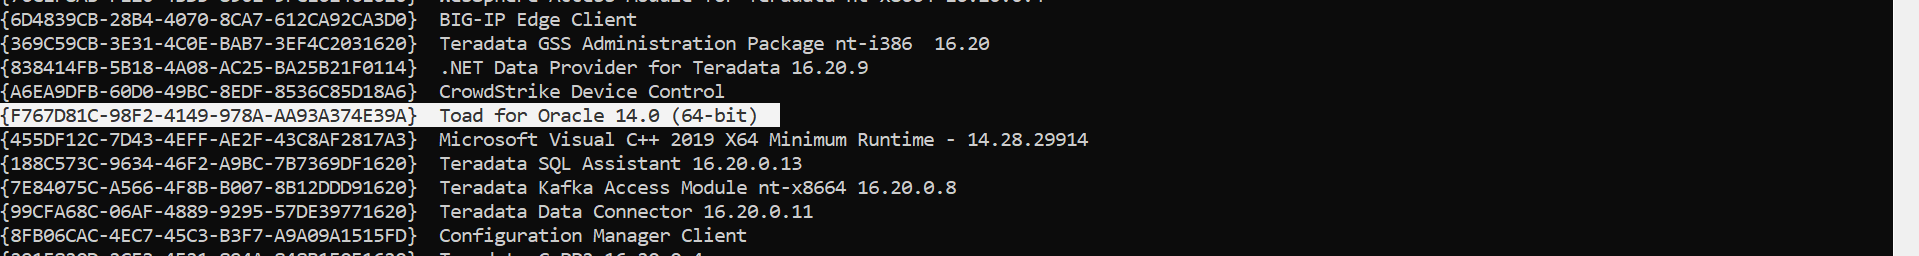 {6D4839CB-28B4-4070-8CA7-612CA92CA3D0}  BIG-IP Edge Client
{369C59CB-3E31-4C0E-BAB7-3EF4C2031620}  Teradata GSS Administration Package nt-i386  16.20
{838414FB-5B18-4A08-AC25-BA25B21F0114}  .NET Data Provider for Teradata 16.20.9
{A6EA9DFB-60D0-49BC-8EDF-8536C85D18A6}  CrowdStrike Device Control
{F767D81C-98F2-4149-978A-AA93A374E39A}  Toad for Oracle 14.0 (64-bit)
{455DF12C-7D43-4EFF-AE2F-43C8AF2817A3}  Microsoft Visual C++ 2019 X64 Minimum Runtime - 14.28.29914
{188C573C-9634-46F2-A9BC-7B7369DF1620}  Teradata SQL Assistant 16.20.0.13
{7E84075C-A566-4F8B-B007-8B12DDD91620}  Teradata Kafka Access Module nt-x8664 16.20.0.8
{99CFA68C-06AF-4889-9295-57DE39771620}  Teradata Data Connector 16.20.0.11
{8FB06CAC-4EC7-45C3-B3F7-A9A09A1515FD}  Configuration Manager Client